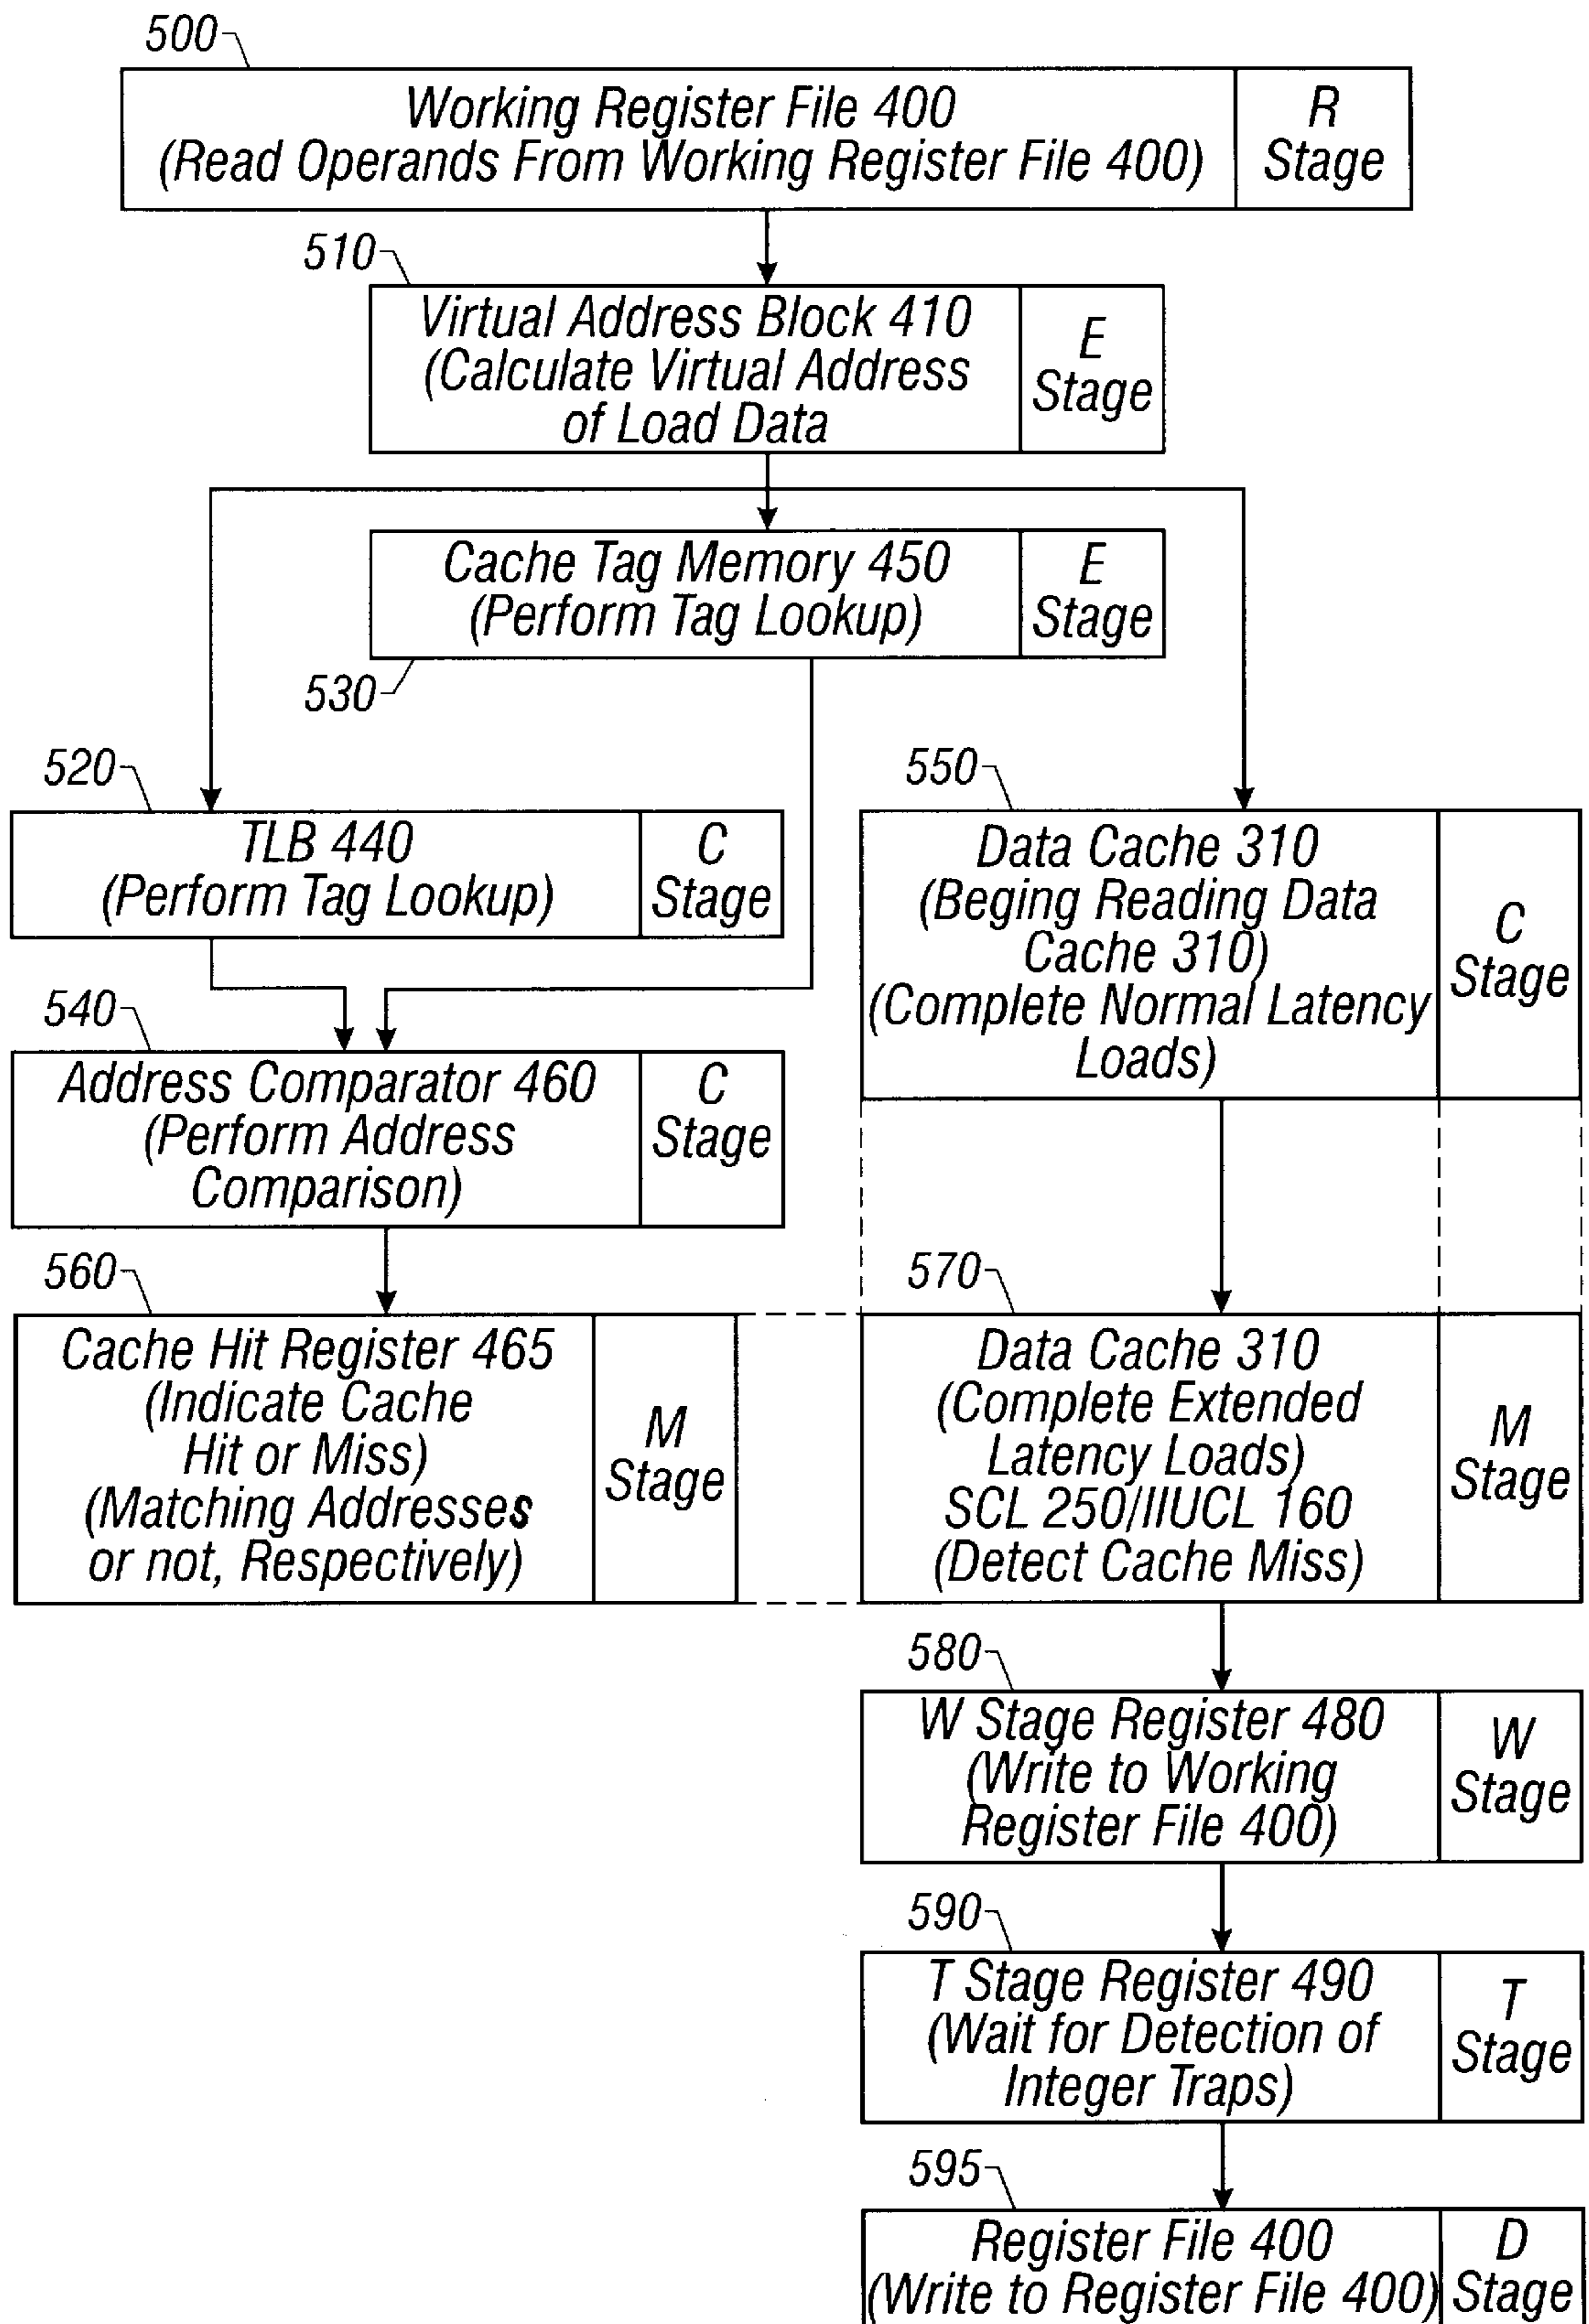 500
Working Register File 400
(Read Operands From Working Register File 400)
R
Stage
510
Virtual Address Block 410
(Calculate Virtual Address
of Load Data
E
Stage
Cache Tag Memory 450
(Perform Tag Lookup)
E
Stage
530
520
TLB 440
(Perform Tag Lookup)
C
Stage
550
Data Cache 310
(Beging Reading Data
Cache 310)
(Complete Normal Latency
Loads)
C
Stage
540
Address Comparator 460
(Perform Address
Comparison)
C
Stage
560
Cache Hit Register 465
(Indicate Cache
Hit or Miss)
(Matching Addresses
or not, Respectively)
M
Stage
570
Data Cache 310
(Complete Extended
Latency Loads)
SCL 250/IIUCL 160
(Detect Cache Miss)
M
Stage
580
W Stage Register 480
(Write to Working
Register File 400)
W
Stage
590
T Stage Register 490
(Wait for Detection of
Integer Traps)
T
Stage
595
Register File 400
(Write to Register File 400)
D
Stage